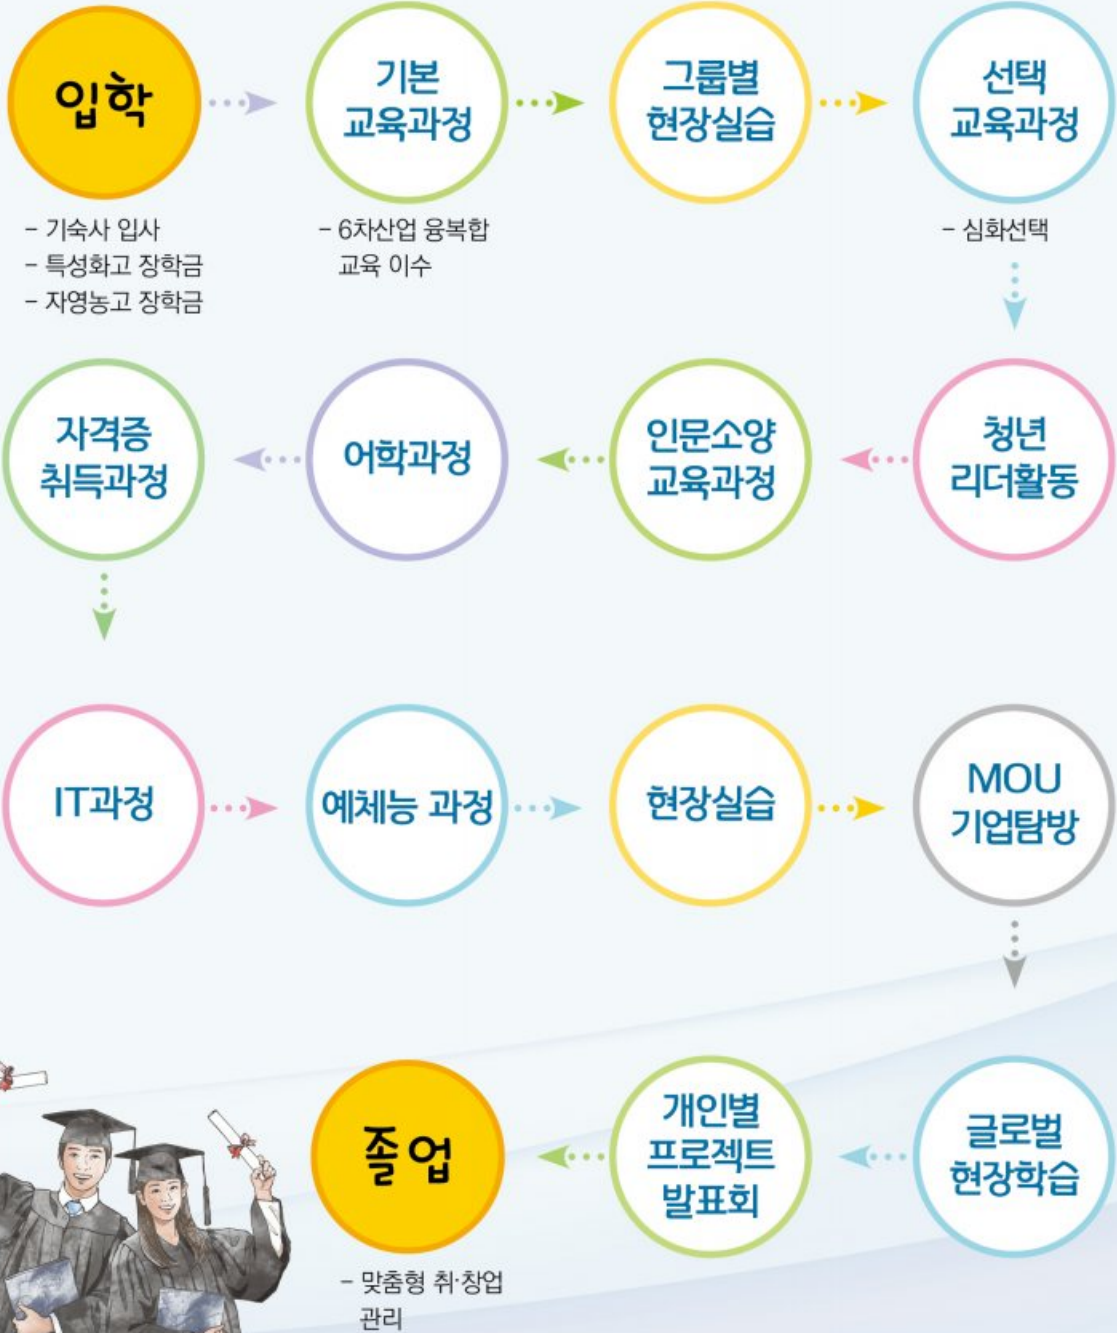 입학
- 기숙사 입사
- 특성화고 장학금
- 자영농고 장학금
기본
교육과정
- 6차산업 융복합
교육 이수
그룹별
현장실습
선택
교육과정
- 심화선택
청년
리더활동
인문소양
교육과정
어학과정
자격증
취득과정
IT과정
예체능 과정
현장실습
MOU
기업탐방
글로벌
현장학습
개인별
프로젝트
발표회
졸업
- 맞춤형 취·창업
관리